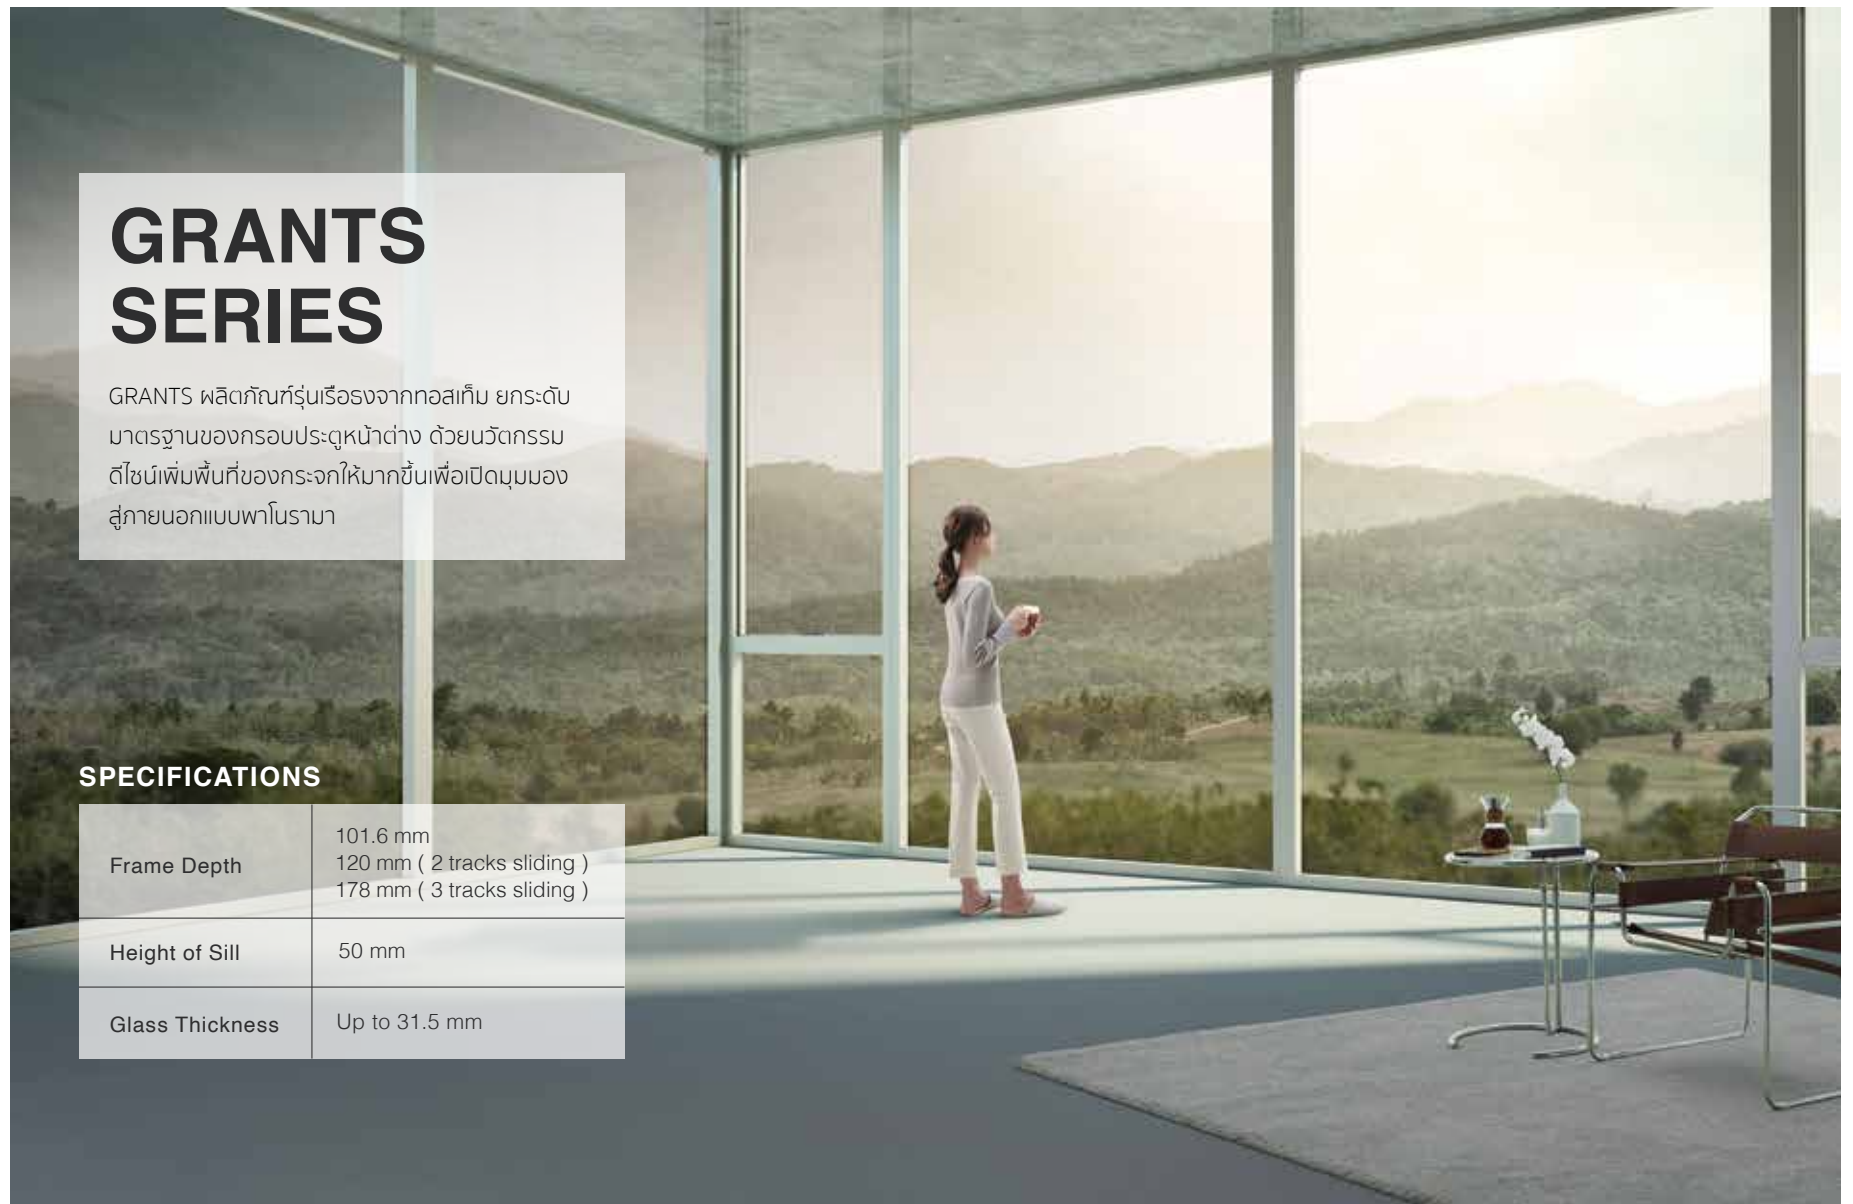 GRANTS
SERIES
GRANTS ผลิตภัณฑ์รุ่นเรือธงจากทอสเท็ม ยกระดับ
มาตรฐานของกรอบประตูหน้าต่าง ด้วยนวัตกรรม
ดีไซน์เพิ่มพื้นที่ของกระจกให้มากขึ้นเพื่อเปิดมุมมอง
สู่ภายนอกแบบพาโนรามา
SPECIFICATIONS
Frame Depth
101.6 mm
120 mm ( 2 tracks sliding )
178 mm ( 3 tracks sliding )
Height of Sill
50 mm
Glass Thickness
Up to 31.5 mm